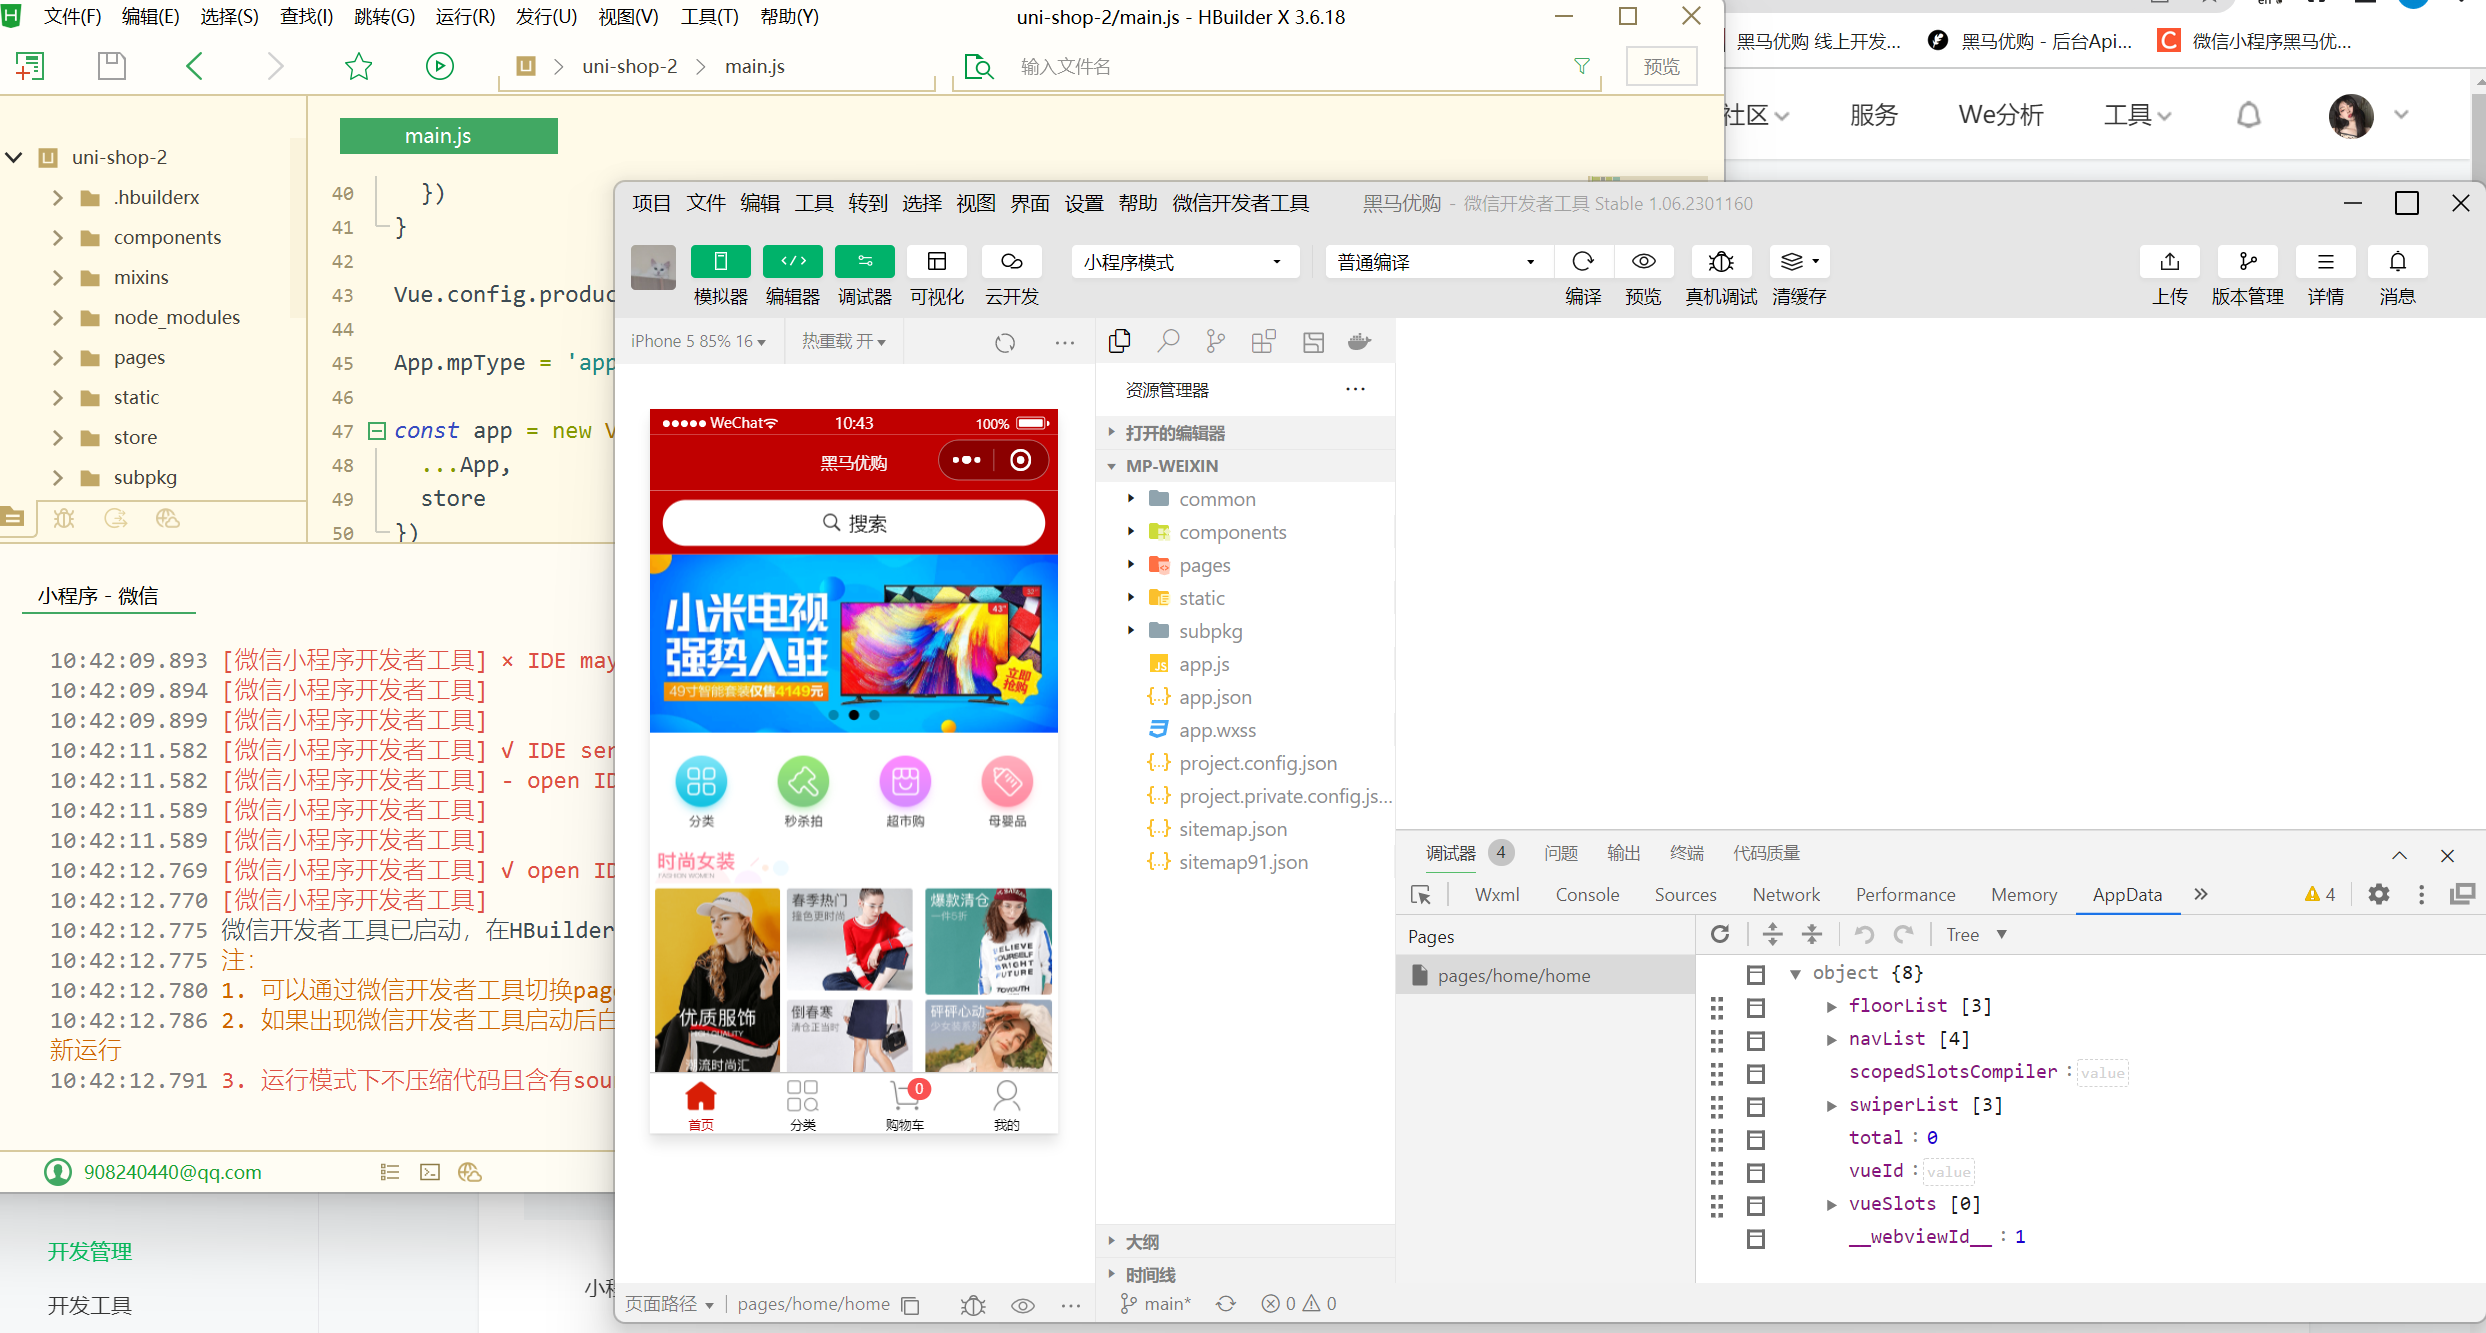 文件(F) 编辑(E) 选择(S) 查找(I) 跳转(G) 运行(R) 发行(U) 视图(V) 工具(T) 帮助(Y)
uni-shop-2/main.js - HBuilder X 3.6.18
uni-shop-2 main.js
输入文件名
预览
黑马优购 线上开发...
黑马优购 - 后台Api...
微信小程序黑马优...
社区 服务 We分析 工具
main.js
uni-shop-2
.hbuilderx
components
mixins
node_modules
pages
static
store
subpkg
40 })
41 }
42
43 Vue.config.produc
44
45 App.mpType = 'app
46
47 const app = new V
48 ...App,
49 store
50 })
小程序 - 微信
10:42:09.893 [微信小程序开发者工具] × IDE may
10:42:09.894 [微信小程序开发者工具]
10:42:09.899 [微信小程序开发者工具]
10:42:11.582 [微信小程序开发者工具] √ IDE ser
10:42:11.582 [微信小程序开发者工具] - open ID
10:42:11.589 [微信小程序开发者工具]
10:42:11.589 [微信小程序开发者工具]
10:42:12.769 [微信小程序开发者工具] √ open ID
10:42:12.770 [微信小程序开发者工具]
10:42:12.775 微信开发者工具已启动，在HBuilder
10:42:12.775 注：
10:42:12.780 1. 可以通过微信开发者工具切换page
10:42:12.786 2. 如果出现微信开发者工具启动后白
新运行
10:42:12.791 3. 运行模式下不压缩代码且含有sou
908240440@qq.com
开发管理
开发工具
小程
项目 文件 编辑 工具 转到 选择 视图 界面 设置 帮助 微信开发者工具
黑马优购 - 微信开发者工具 Stable 1.06.2301160
模拟器 编辑器 调试器 可视化 云开发
小程序模式
普通编译
编译 预览 真机调试 清缓存
上传 版本管理 详情 消息
iPhone 5 85% 16
热重载 开
WeChat 10:43 100%
黑马优购
搜索
小米电视
强势入驻
49寸智能套装仅售4149元
43"
32"
立即
抢购
分类 秒杀拍 超市购 母婴品
时尚女装
FASHION WOMEN
优质服饰
潮流时尚汇
春季热门
撞色更时尚
爆款清仓
一件5折
BELIEVE
YOURSELF
BRIGHT
FUTURE
TOYOUTH
倒春寒
清仓正当时
砰砰心动
少女装系列
0
首页 分类 购物车 我的
页面路径 pages/home/home
资源管理器
打开的编辑器
MP-WEIXIN
common
components
pages
static
subpkg
app.js
app.json
app.wxss
project.config.json
project.private.config.js...
sitemap.json
sitemap91.json
大纲
时间线
main* 0 0
调试器 4 问题 输出 终端 代码质量
Wxml Console Sources Network Performance Memory AppData 4
Pages
pages/home/home
Tree
object {8}
floorList [3]
navList [4]
scopedSlotsCompiler : value
swiperList [3]
total : 0
vueId : value
vueSlots [0]
__webviewId__ : 1